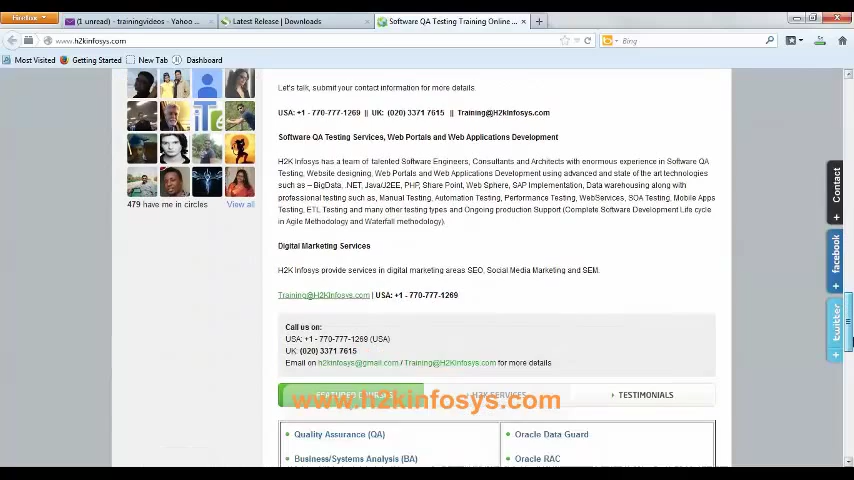 Firefox
(1 unread) - trainingvideos - Yahoo ...
Latest Release | Downloads
Software QA Testing Training Online ...
www.h2kinfosys.com
Bing
Most Visited
Getting Started
New Tab
Dashboard
Let's talk, submit your contact information for more details.
USA: +1 - 770-777-1269 || UK: (020) 3371 7615 || Training@H2kInfosys.com
Software QA Testing Services, Web Portals and Web Applications Development
H2K Infosys has a team of talented Software Engineers, Consultants and Architects with enormous experience in Software QA
Testing, Website designing, Web Portals and Web Applications Development using advanced and state of the art technologies
such as – BigData, .NET, Java/J2EE, PHP, Share Point, Web Sphere, SAP Implementation, Data warehousing along with
professional testing such as, Manual Testing, Automation Testing, Performance Testing, WebServices, SOA Testing, Mobile Apps
Testing, ETL Testing and many other testing types and Ongoing production Support (Complete Software Development Life cycle
in Agile Methodology and Waterfall methodology).
479 have me in circles
View all
Digital Marketing Services
H2K Infosys provide services in digital marketing areas SEO, Social Media Marketing and SEM.
Training@H2KInfosys.com | USA: +1 - 770-777-1269
Call us on:
USA: +1 - 770-777-1269 (USA)
UK: (020) 3371 7615
Email on h2kinfosys@gmail.com / Training@H2KInfosys.com for more details
FEATURED COURSES
H2K SERVICES
TESTIMONIALS
www.h2kinfosys.com
Quality Assurance (QA)
Oracle Data Guard
Business/Systems Analysis (BA)
Oracle RAC
Contact
facebook
twitter